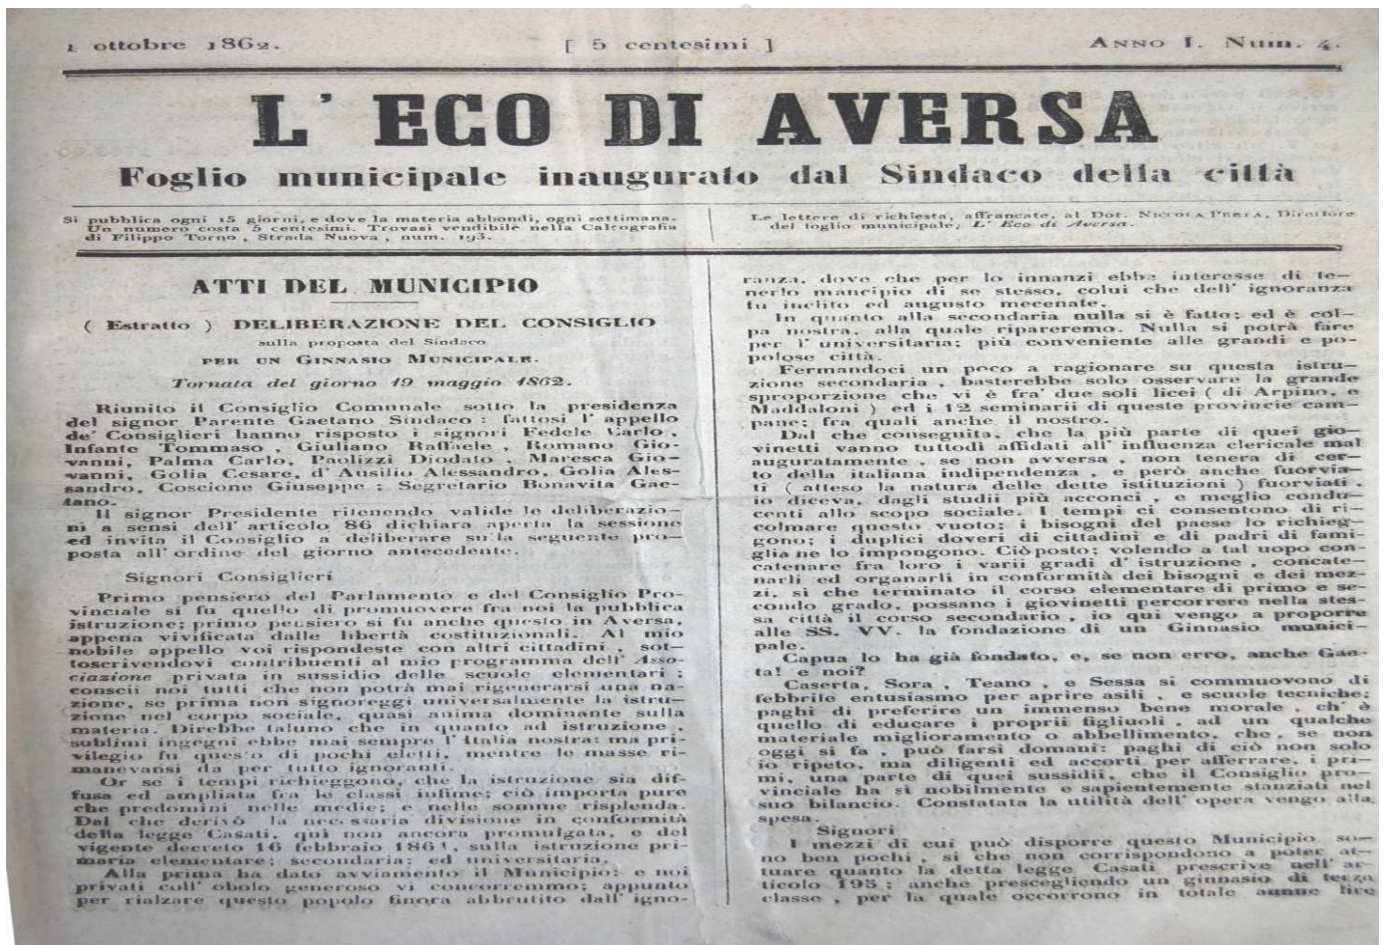 1 ottobre 1862.
[ 5 centesimi ]
ANNO I. Num. 4.
L' ECO DI AVERSA
Foglio municipale inaugurato dal Sindaco della città
Si pubblica ogni 15 giorni, e dove la materia abbondi, ogni settimana.
Un numero costa 5 centesimi. Trovasi vendibile nella Calcografia
di Filippo Torno, Strada Nuova, num. 193.
Le lettere di richiesta, affrancate, al Dot. NICCOLA PERLA, Direttore
del foglio municipale; L' Eco di Aversa.
ATTI DEL MUNICIPIO
( Estratto ) DELIBERAZIONE DEL CONSIGLIO
sulla proposta del Sindaco
PER UN GINNASIO MUNICIPALE.
Tornata del giorno 19 maggio 1862.
Riunito il Consiglio Comunale sotto la presidenza
del signor Parente Gaetano Sindaco : fattosi l' appello
de' Consiglieri hanno risposto i signori Fedele Carlo,
Infante Tommaso , Giuliano Raffaele , Romano Gio-
vanni, Palma Carlo, Paolizzi Diodato , Maresca Gio-
vanni, Golia Cesare, d' Ausilio Alessandro, Golia Ales-
sandro, Coscione Giuseppe : Segretario Bonavita Gae-
tano.
Il signor Presidente ritenendo valide le deliberazio-
ni a sensi dell' articolo 86 dichiara aperta la sessione
ed invita il Consiglio a deliberare sulla seguente pro-
posta all' ordine del giorno antecedente.
Signori Consiglieri
Primo pensiero del Parlamento e del Consiglio Pro-
vinciale si fu quello di promuovere fra noi la pubblica
istruzione; primo pensiero si fu anche questo in Aversa,
appena vivificata dalle libertà costituzionali. Al mio
nobile appello voi rispondeste con altri cittadini , sot-
toscrivendovi contribuenti al mio programma dell' Asso-
ciazione privata in sussidio delle scuole elementari :
conscii noi tutti che non potrà mai rigenerarsi una na-
zione, se prima non signoreggi universalmente la istru-
zione nel corpo sociale, quasi anima dominante sulla
materia. Direbbe taluno che in quanto ad istruzione ,
sublimi ingegni ebbe mai sempre l' Italia nostra: ma pri-
vilegio fu questo di pochi eletti, mentre le masse ri-
manevansi da per tutto ignoranti.
Or se i tempi richieggono, che la istruzione sia dif-
fusa ed ampliata fra le classi infime; ciò importa pure
che predomini nelle medie; e nelle somme risplenda.
Dal che derivò la necessaria divisione in conformità
della legge Casati, qui non ancora promulgata, e del
vigente decreto 16 febbraio 1861, sulla istruzione pri-
maria elementare; secondaria; ed universitaria.
Alla prima ha dato avviamento il Municipio: e noi
privati coll' obolo generoso vi concorremmo; appunto
per rialzare questo popolo finora abbrutito dall' igno-
ranza, dove che per lo innanzi ebbe interesse di te-
nerlo mancipio di se stesso, colui che dell' ignoranza
fu inclito ed augusto mecenate.
In quanto alla secondaria nulla si è fatto; ed è col-
pa nostra, alla quale ripareremo. Nulla si potrà fare
per l' universitaria; più conveniente alle grandi e po-
polose città.
Fermandoci un poco a ragionare su questa istru-
zione secondaria , basterebbe solo osservare la grande
sproporzione che vi è fra' due soli licei ( di Arpino, e
Maddaloni ) ed i 12 seminarii di queste provincie cam-
pane; fra quali anche il nostro.
Dal che conseguita, che la più parte di quei gio-
vinetti vanno tuttodì affidati all' influenza clericale mal
auguratamente , se non avversa , non tenera di cer-
to della italiana indipendenza , e però anche fuorvia-
ti ( atteso la natura delle dette istituzioni ) fuorviati ,
io diceva, dagli studii più acconci , e meglio condu-
centi allo scopo sociale. I tempi ci consentono di ri-
colmare questo vuoto; i bisogni del paese lo richieg-
gono; i duplici doveri di cittadini e di padri di fami-
glia ne lo impongono. Ciò posto; volendo a tal uopo con-
catenare fra loro i varii gradi d' istruzione , concate-
narli ed organarli in conformità dei bisogni e dei mez-
zi, sì che terminato il corso elementare di primo e se-
condo grado, possano i giovinetti percorrere nella stes-
sa città il corso secondario , io qui vengo a proporre
alle SS. VV. la fondazione di un Ginnasio munici-
pale.
Capua lo ha già fondato, e, se non erro, anche Gae-
ta! e noi?
Caserta, Sora , Teano , e Sessa si commuovono di
febbrile entusiasmo per aprire asili , e scuole tecniche;
paghi di preferire un immenso bene morale , ch' è
quello di educare i proprii figliuoli , ad un qualche
materiale miglioramento o abbellimento, che , se non
oggi si fa , può farsi domani: paghi di ciò non solo
io ripeto, ma diligenti ed accorti per afferrare, i pri-
mi, una parte di quei sussidii, che il Consiglio pro-
vinciale ha sì nobilmente e sapientemente stanziati nel
suo bilancio. Constatata la utilità dell' opera vengo alla
spesa.
Signori
I mezzi di cui può disporre questo Municipio so-
no ben pochi , si che non corrispondono a poter at-
tuare quanto la detta legge Casati prescrive nell' ar-
ticolo 195 ; anche prescegliendo un ginnasio di terza
classe , per la quale occorrono in totale annue lire